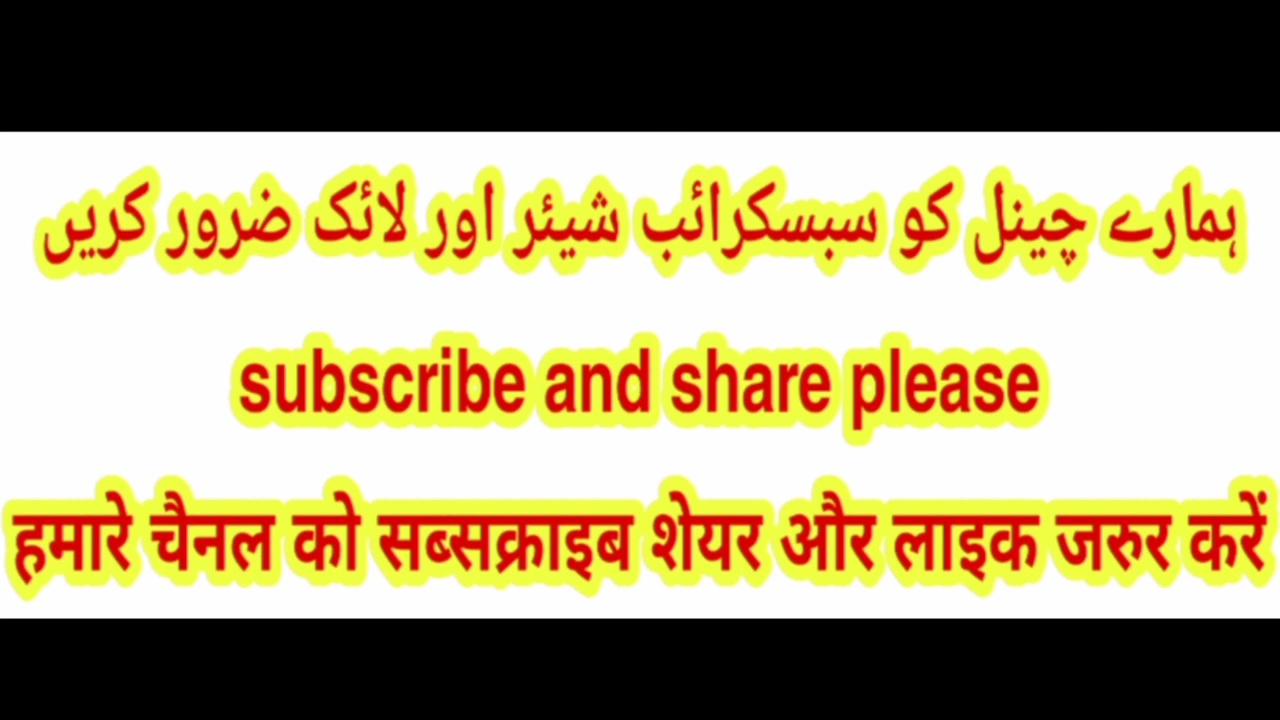 ہمارے چینل کو سبسکرائب شیئر اور لائک ضرور کریں
subscribe and share please
हमारे चैनल को सब्सक्राइब शेयर और लाइक जरुर करें